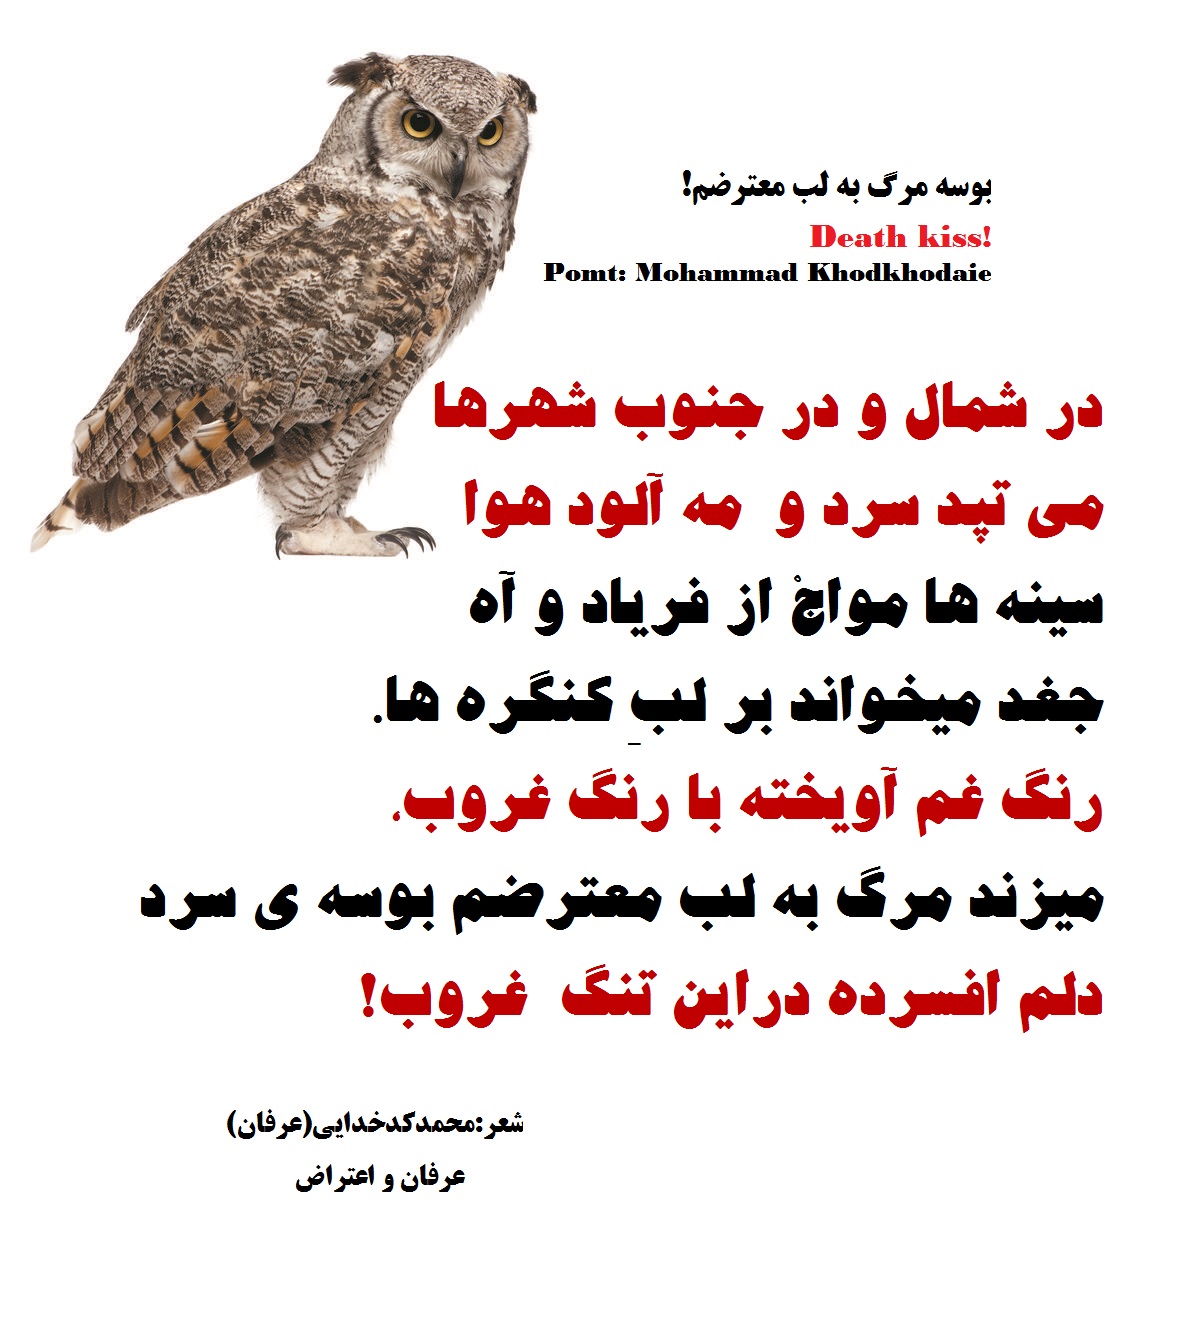 بوسه مرگ به لب معترضم!
Death kiss!
Pomt: Mohammad Khodkhodaie
در شمال و در جنوب شهرها
می تپد سرد و مه آلود هوا
سینه ها مواجْ از فریاد و آه
جغد میخواند بر لبِ کنگره ها.
رنگ غم آویخته با رنگ غروب،
میزند مرگ به لب معترضم بوسه ی سرد
دلم افسرده دراین تنگ غروب!
شعر:محمدکدخدایی(عرفان)
عرفان و اعتراض